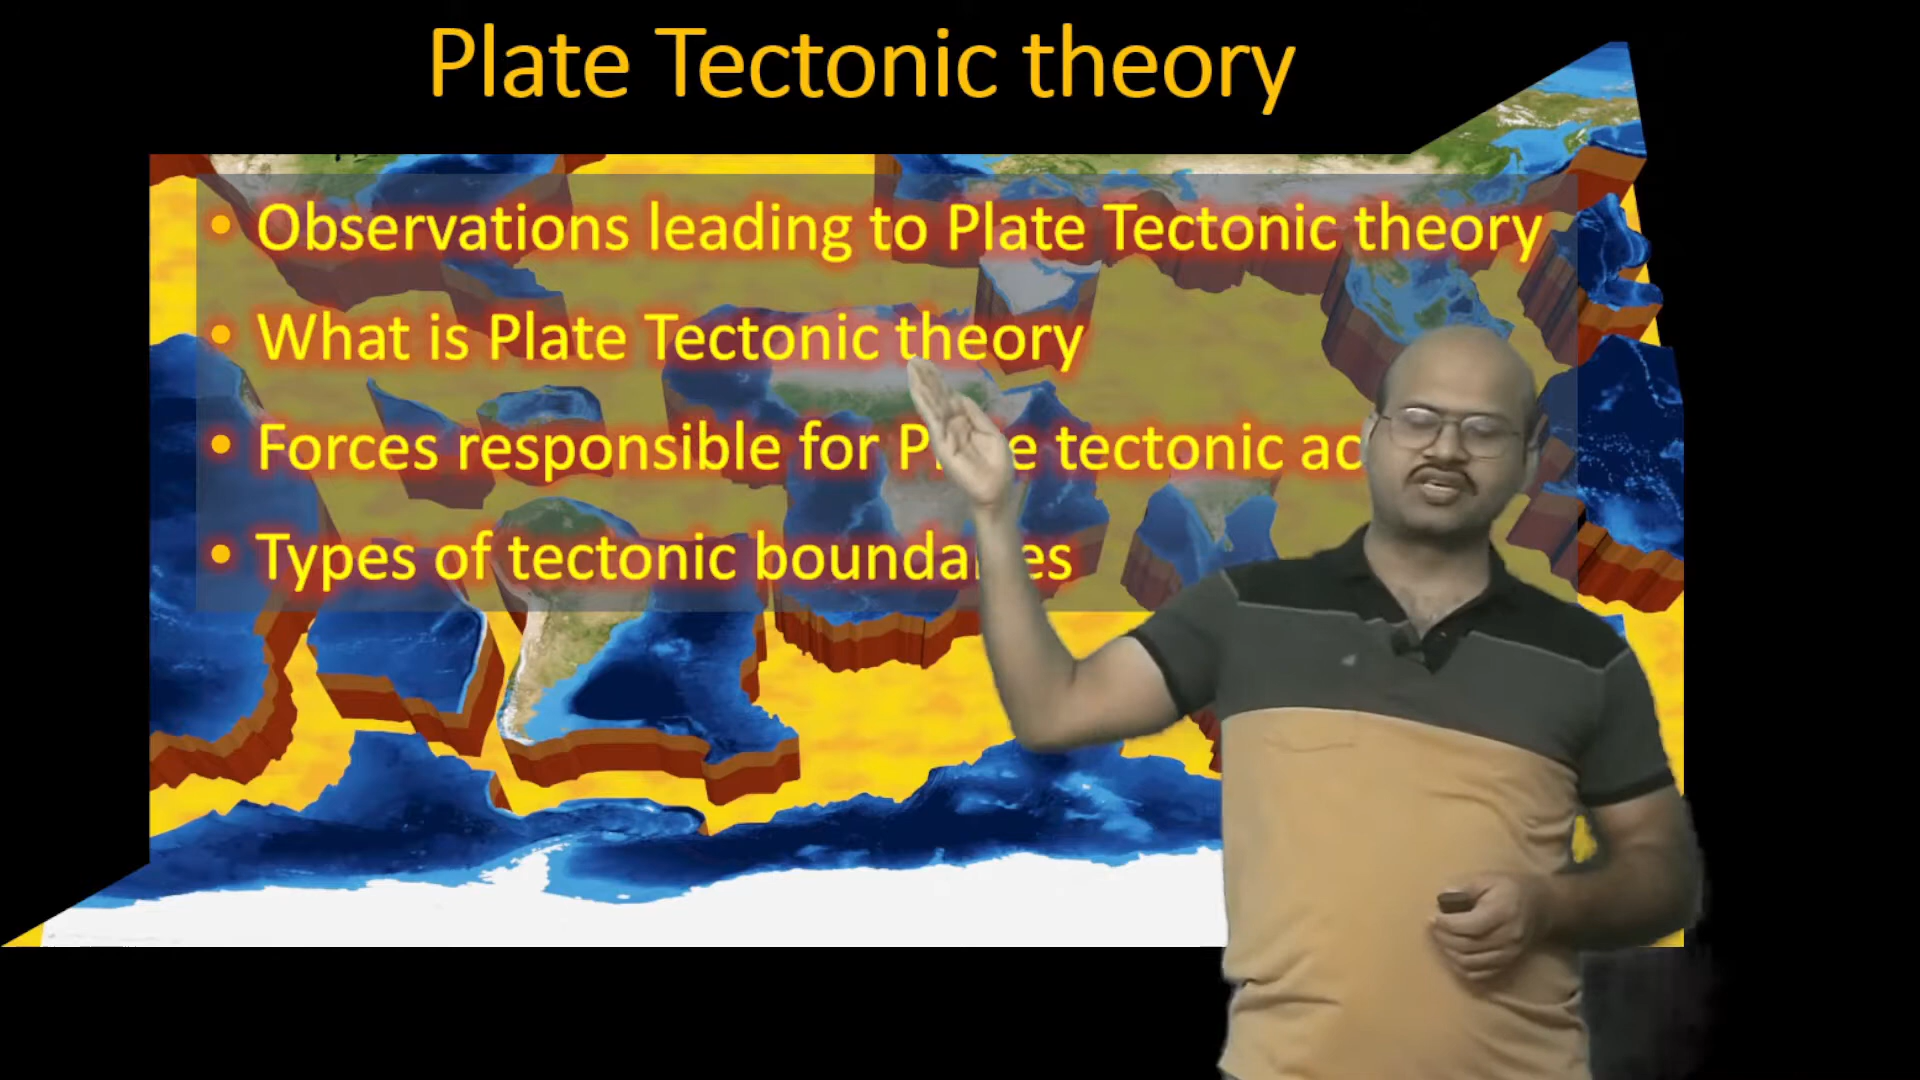 Plate Tectonic theory
• Observations leading to Plate Tectonic theory
• What is Plate Tectonic theory
• Forces responsible for tectonic
• Types of tectonic